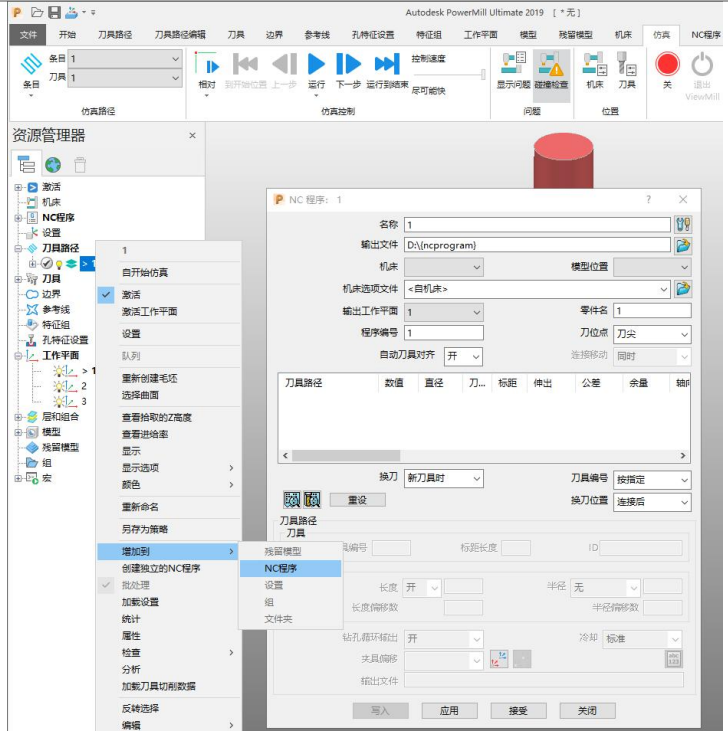 Autodesk PowerMill Ultimate 2019 [ *无 ]
文件 开始 刀具路径 刀具路径编辑 刀具 边界 参考线 孔特征设置 特征组 工作平面 模型 残留模型 机床 仿真 NC程序
条目 1
刀具 1
条目
相对 到开始位置 上一步 运行 下一步 运行到结束
控制速度
尽可能快
显示问题 碰撞检查 机床 刀具 关 退出 ViewMill
仿真路径 仿真控制 问题 位置
资源管理器 ×
激活
机床
NC程序
设置
刀具路径
> 1
刀具
边界
参考线
特征组
孔特征设置
工作平面
> 1
2
3
层和组合
模型
残留模型
组
宏
1
自开始仿真
激活
激活工作平面
设置
队列
重新创建毛坯
选择曲面
查看拾取的Z高度
查看进给率
显示
显示选项
颜色
重新命名
另存为策略
增加到
创建独立的NC程序
批处理
加载设置
统计
属性
检查
分析
加载刀具切削数据
反转选择
编辑
残留模型
NC程序
设置
组
文件夹
NC 程序: 1 ? ×
名称 1
输出文件 D:\{ncprogram}
机床 模型位置
机床选项文件 <自机床>
输出工作平面 1 零件名 1
程序编号 1 刀位点 刀尖
自动刀具对齐 开 连接移动 同时
刀具路径 数值 直径 刀... 标距 伸出 公差 余量
换刀 新刀具时 刀具编号 按指定
重设 换刀位置 连接后
刀具路径
刀具
编号 标距长度 ID
长度 开 半径 无
长度偏移数 半径偏移数
钻孔循环输出 开 冷却 标准
夹具偏移
输出文件
写入 应用 接受 关闭